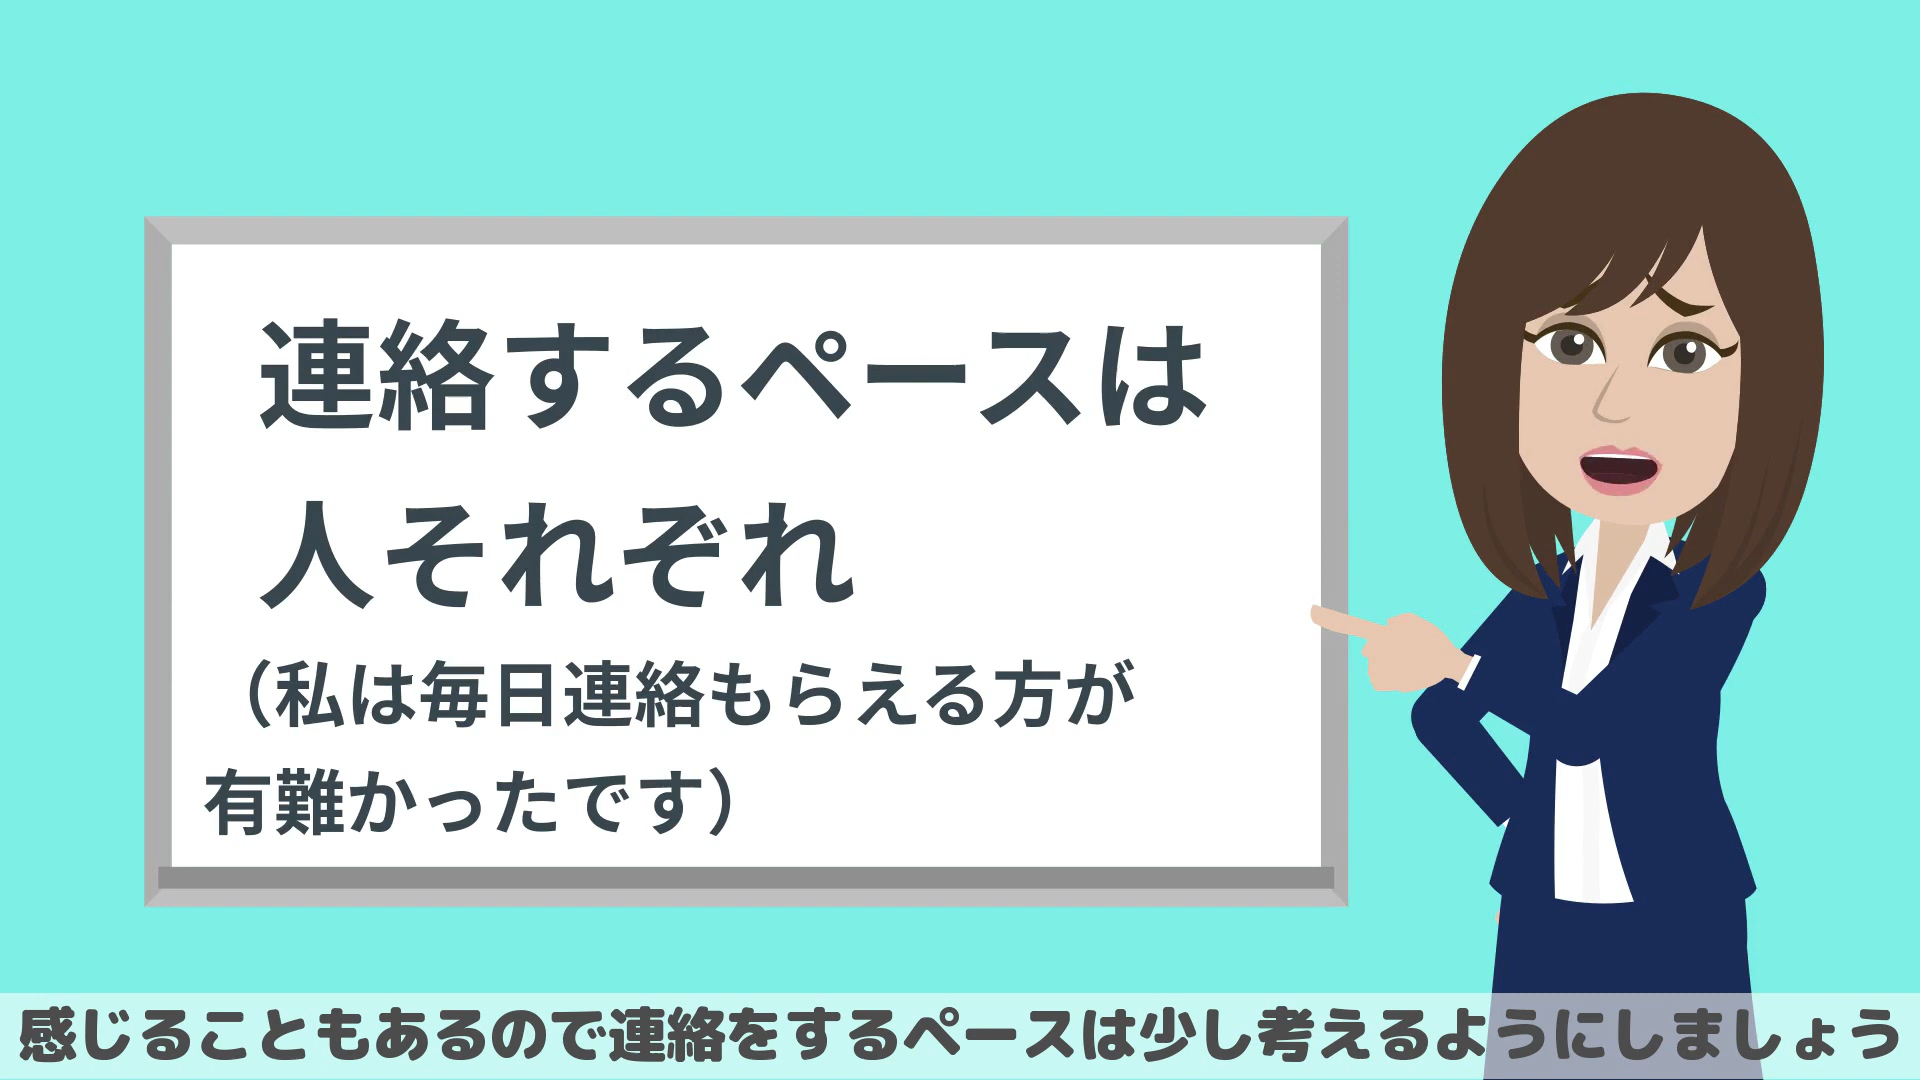 連絡するペースは
人それぞれ
（私は毎日連絡もらえる方が
有難かったです）
感じることもあるので連絡をするペースは少し考えるようにしましょう